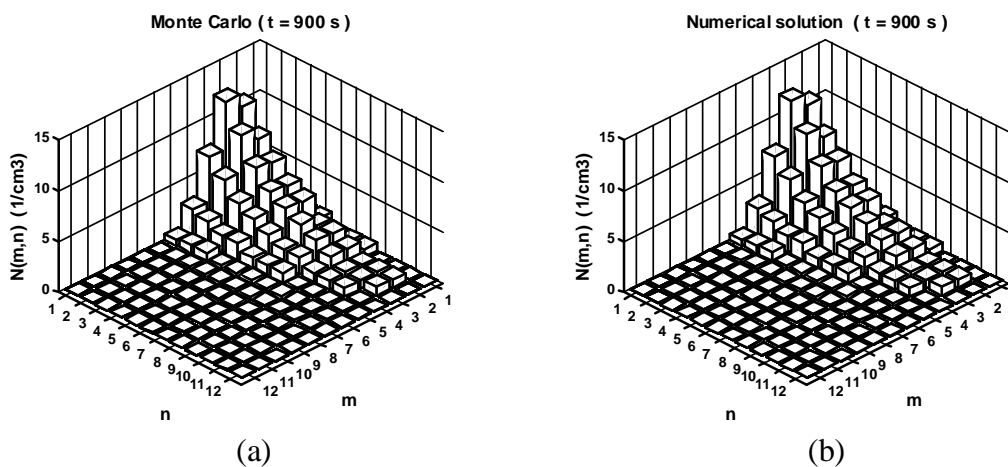 Monte Carlo ( t = 900 s )
N(m,n) (1/cm3)
15
10
5
0
1 2 3 4 5 6 7 8 9 10 11 12
n
12 11 10 9 8 7 6 5 4 3 2 1
m
(a)
Numerical solution ( t = 900 s )
N(m,n) (1/cm3)
15
10
5
0
1 2 3 4 5 6 7 8 9 10 11 12
n
12 11 10 9 8 7 6 5 4 3 2
m
(b)